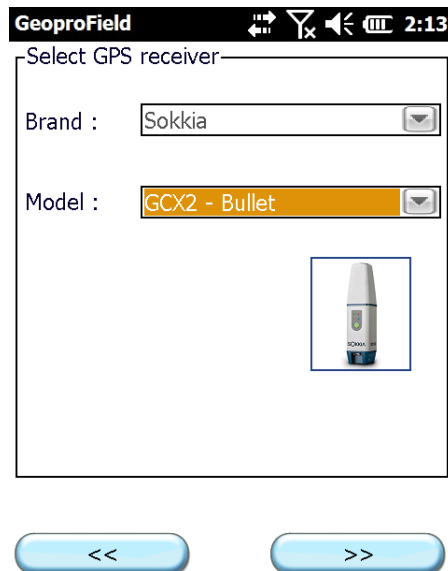 GeoproField 2:13
Select GPS receiver
Brand : Sokkia
Model : GCX2 - Bullet
SOKKIA
<<
>>